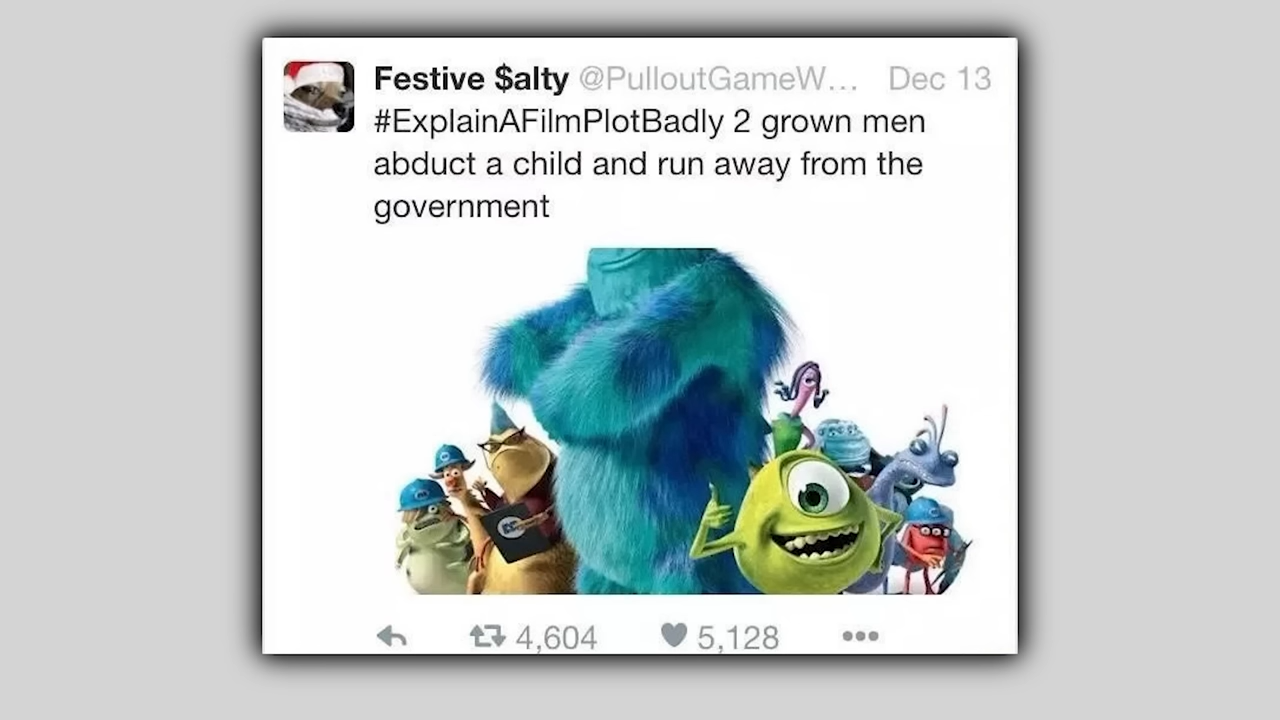 Festive $alty @PulloutGameW... Dec 13
#ExplainAFilmPlotBadly 2 grown men
abduct a child and run away from the
government
4,604 5,128